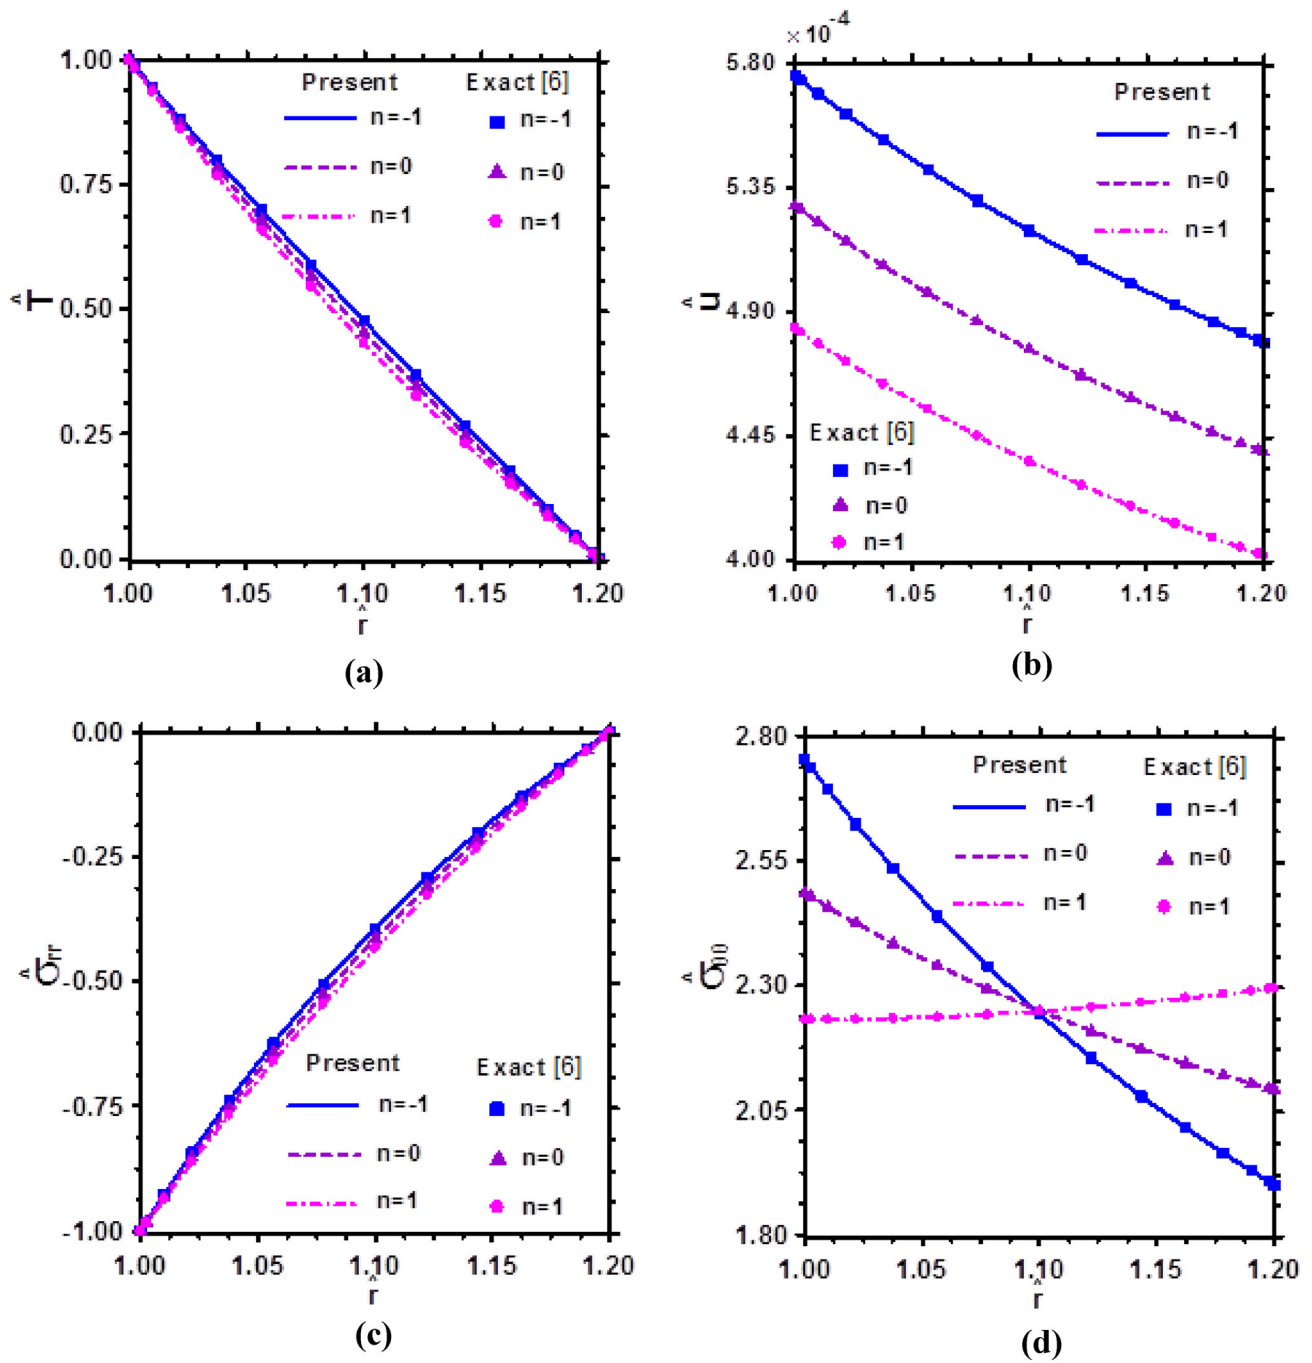 1.00
0.75
0.50
0.25
0.00
T̂
Present Exact [6]
n=-1 n=-1
n=0 n=0
n=1 n=1
1.00 1.05 1.10 1.15 1.20
r̂
(a)
×10⁻⁴
5.80
5.35
4.90
4.45
4.00
û
Present
n=-1
n=0
n=1
Exact [6]
n=-1
n=0
n=1
1.00 1.05 1.10 1.15 1.20
r̂
(b)
0.00
-0.25
-0.50
-0.75
-1.00
σ̂rr
Present Exact [6]
n=-1 n=-1
n=0 n=0
n=1 n=1
1.00 1.05 1.10 1.15 1.20
r̂
(c)
2.80
2.55
2.30
2.05
1.80
σ̂θθ
Present Exact [6]
n=-1 n=-1
n=0 n=0
n=1 n=1
1.00 1.05 1.10 1.15 1.20
r̂
(d)